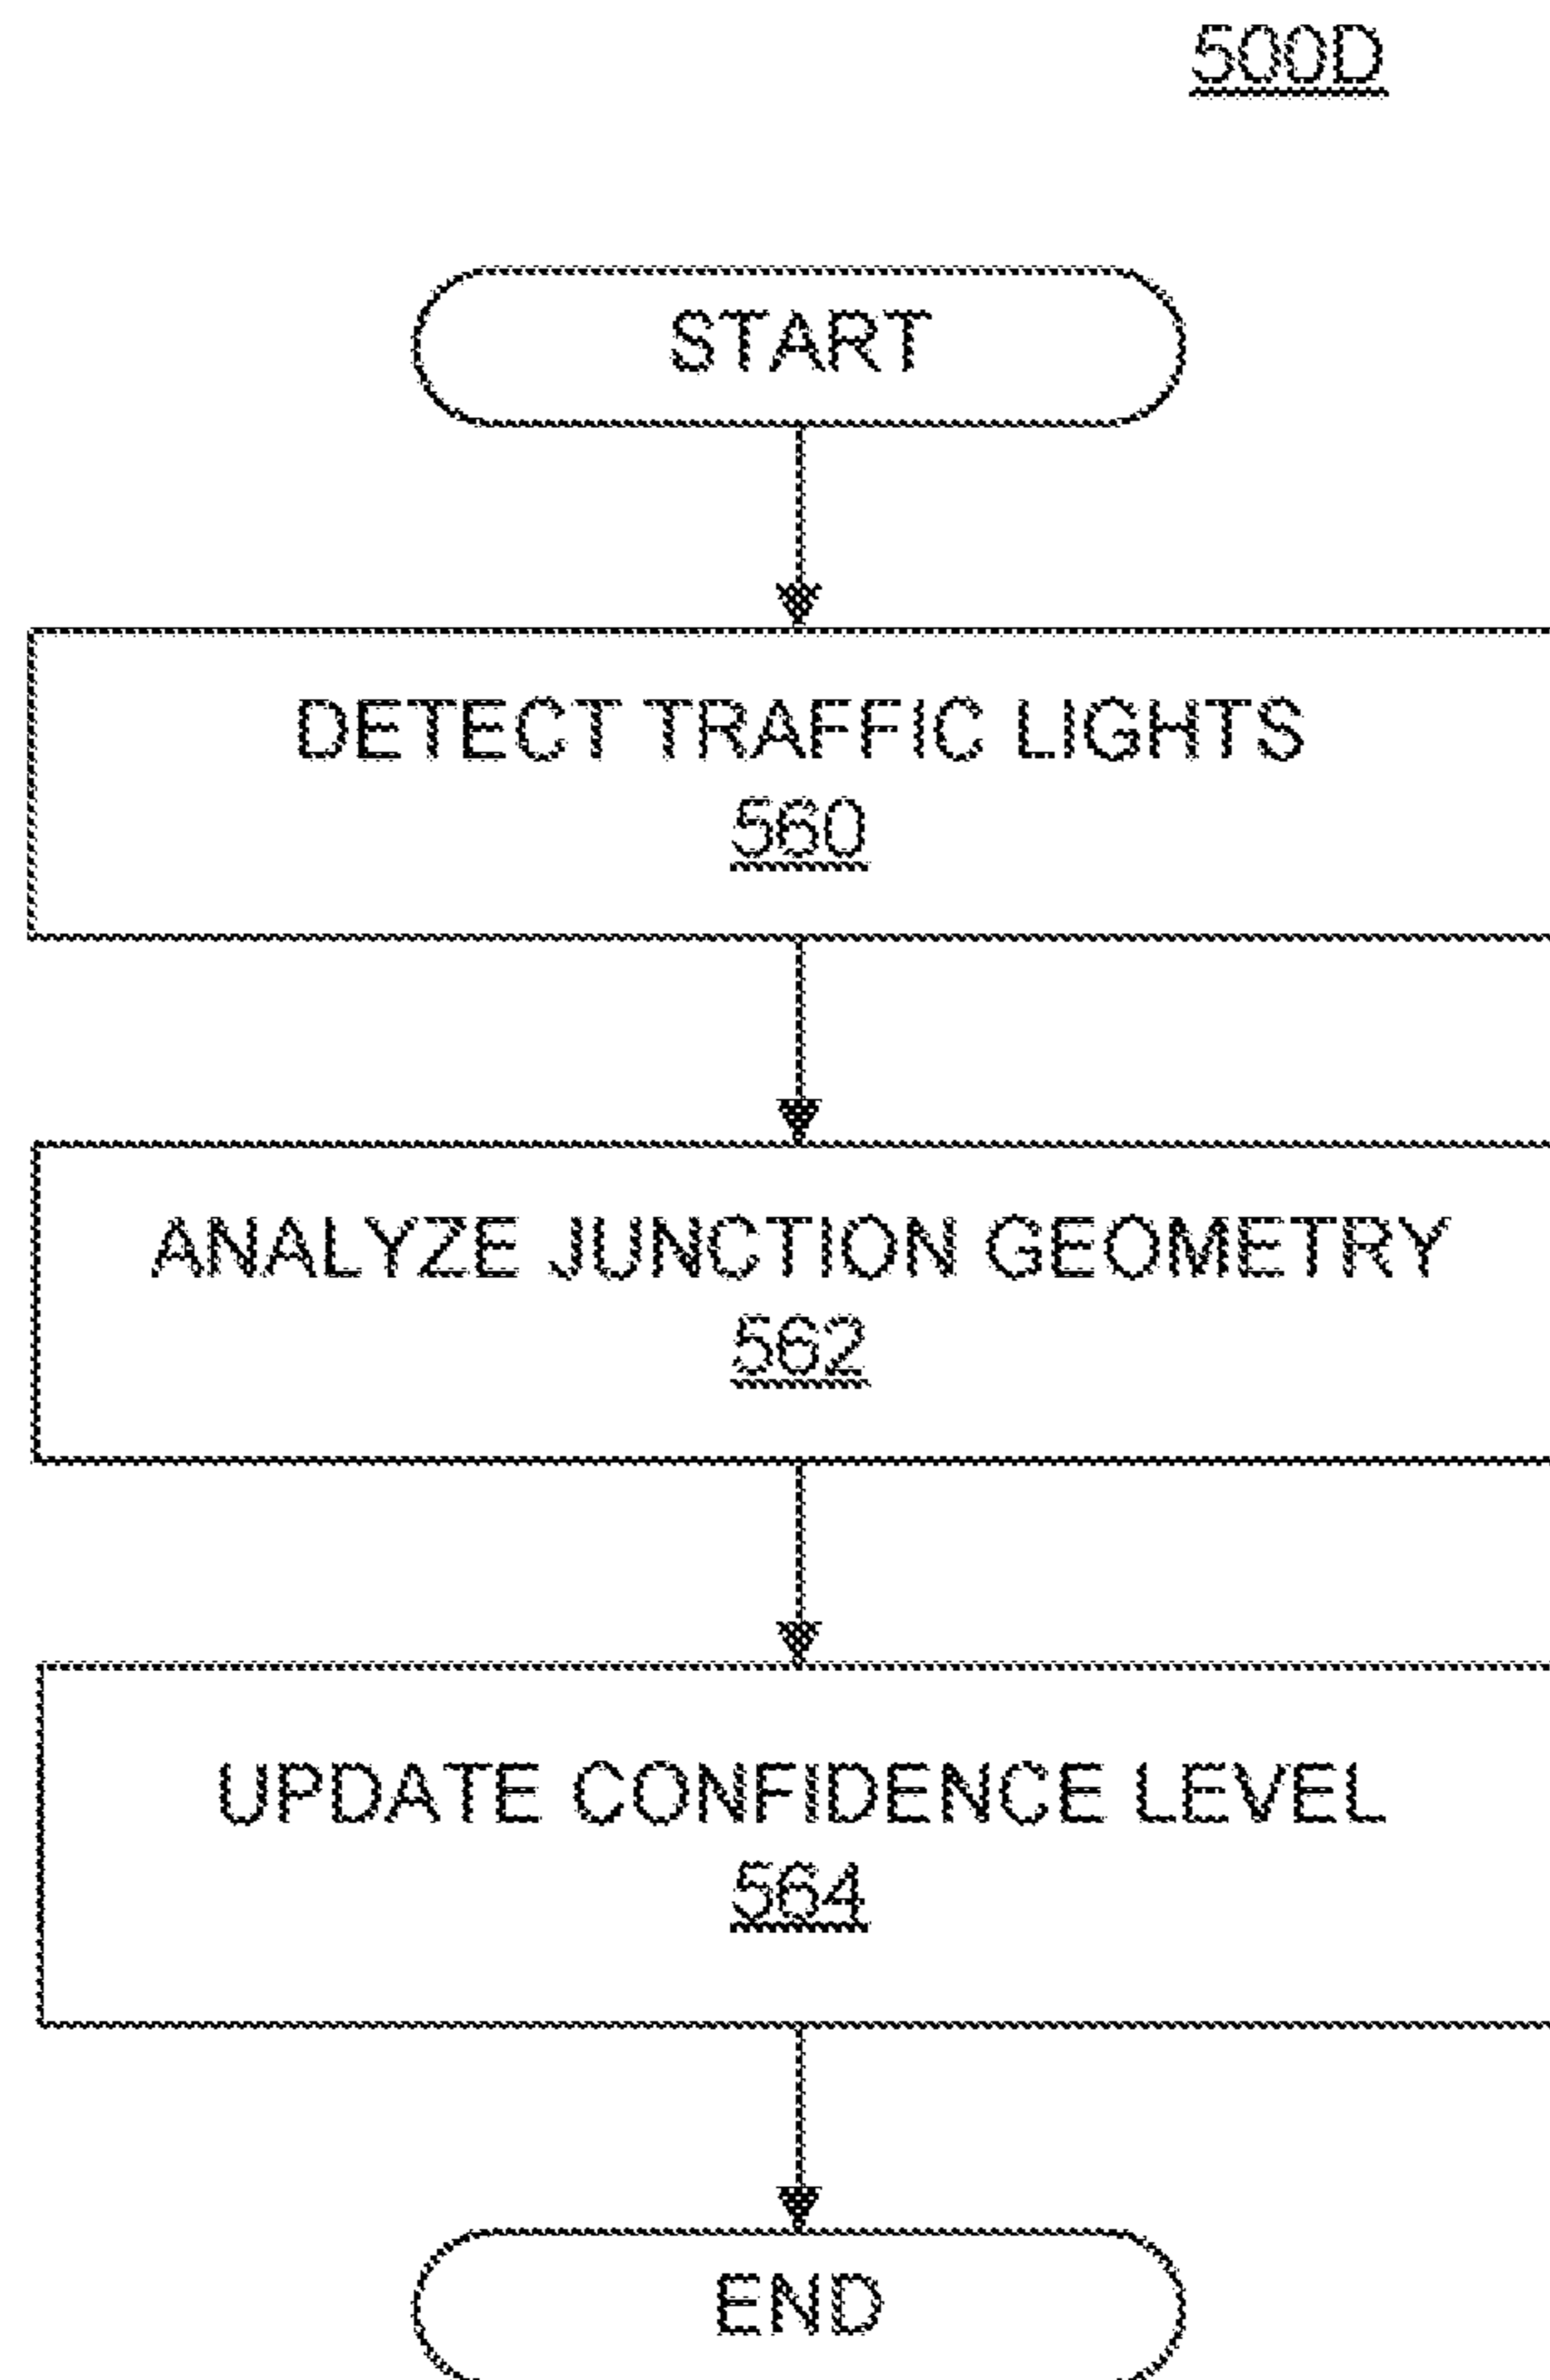 500D
START
DETECT TRAFFIC LIGHTS
560
ANALYZE JUNCTION GEOMETRY
562
UPDATE CONFIDENCE LEVEL
564
END